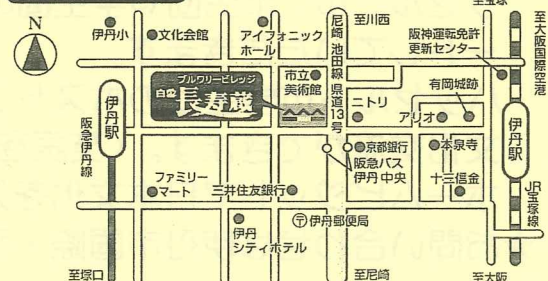 至宝塚
N
伊丹小
文化会館
アイフォニック
ホール
至川西
尼崎池田線 県道13号
阪神運転免許
更新センター
至大阪国際空港
ブルワリービレッジ
白雪
長寿蔵
市立
美術館
ニトリ
有岡城跡
アリオ
伊丹駅
阪急伊丹線
伊丹駅
JR宝塚線
京都銀行
阪急バス
伊丹中央
本泉寺
十三信金
ファミリー
マート
三井住友銀行
〒伊丹郵便局
伊丹
シティホテル
至塚口
至尼崎
至大阪